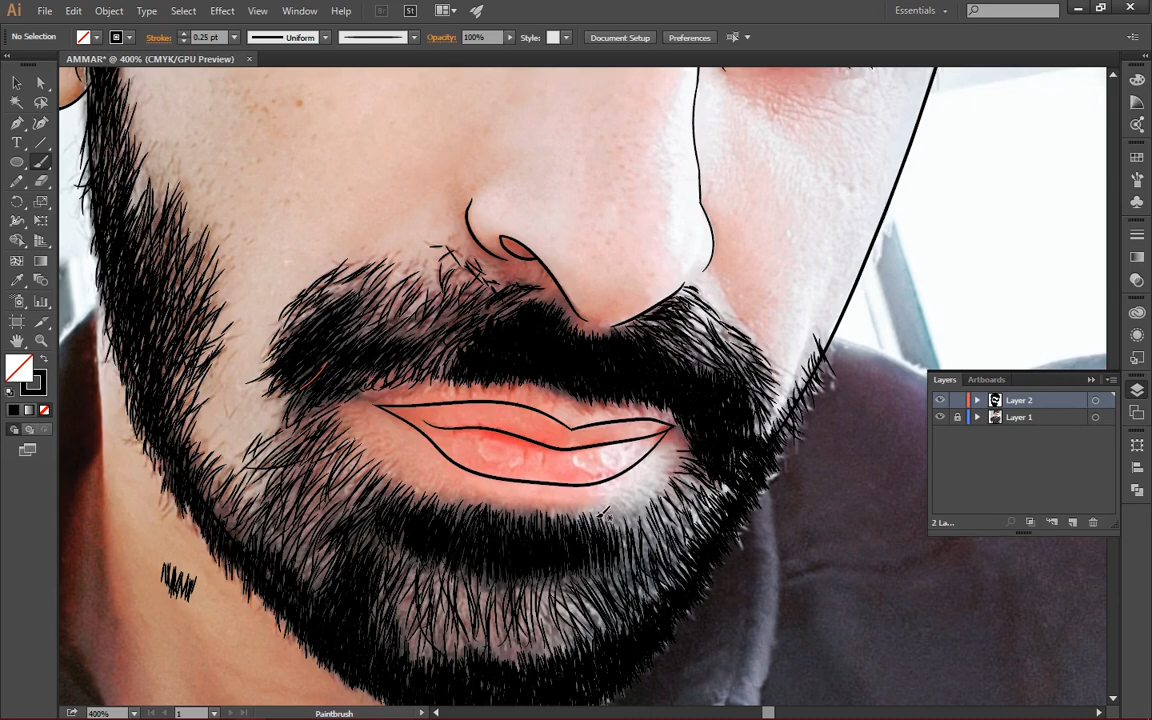 Ai File Edit Object Type Select Effect View Window Help Br St Essentials
No Selection Stroke: 0.25 pt Uniform Opacity: 100% Style: Document Setup Preferences
AMMAR* @ 400% (CMYK/GPU Preview) ×
T
Layers Artboards
Layer 2
Layer 1
2 La...
400% 1 Paintbrush